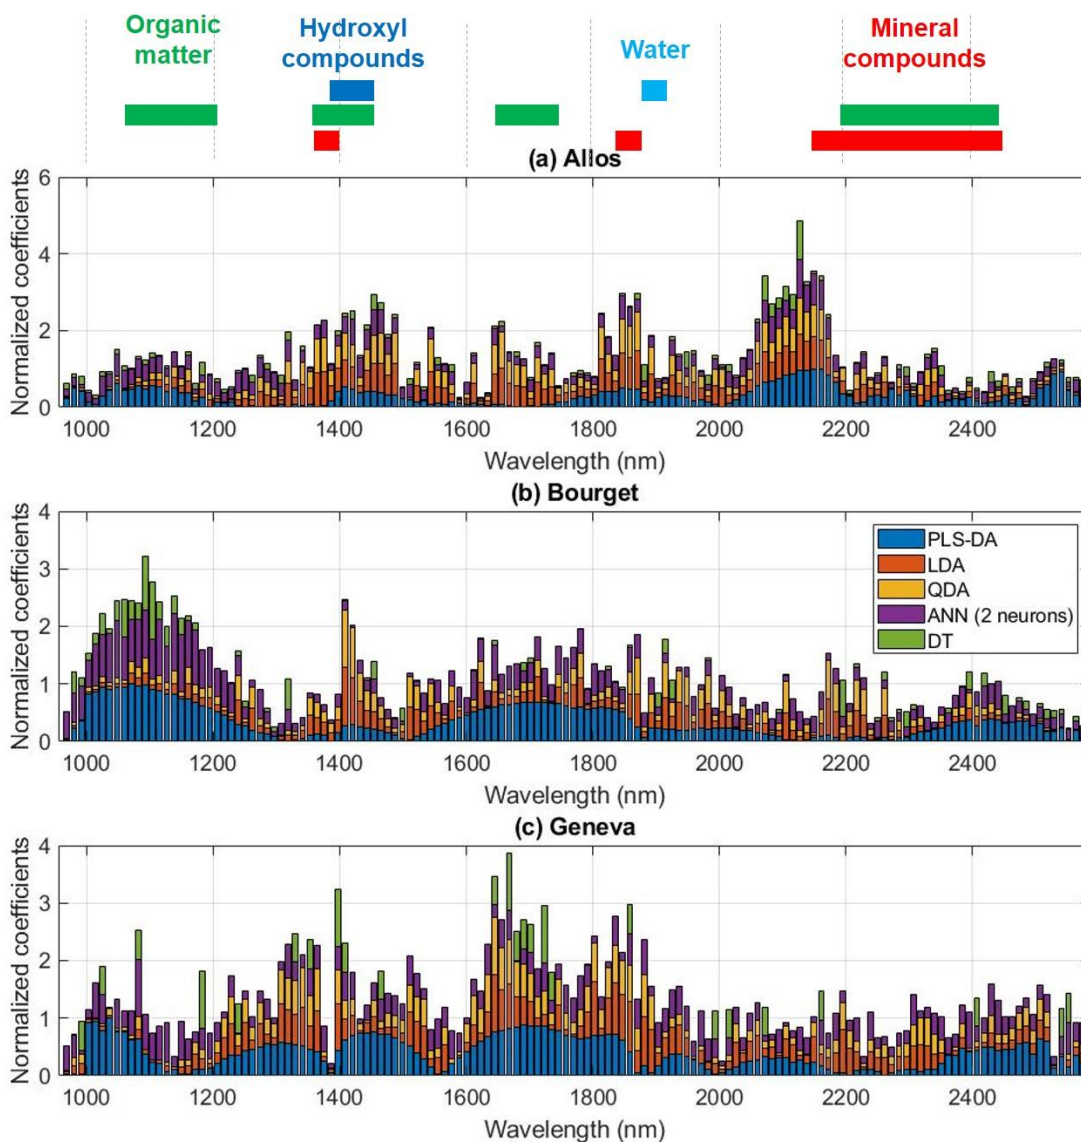 Organic
matter
Hydroxyl
compounds
Water
Mineral
compounds
(a) Allos
Normalized coefficients
6
4
2
0
1000 1200 1400 1600 1800 2000 2200 2400
Wavelength (nm)
(b) Bourget
Normalized coefficients
4
3
2
1
0
PLS-DA
LDA
QDA
ANN (2 neurons)
DT
1000 1200 1400 1600 1800 2000 2200 2400
Wavelength (nm)
(c) Geneva
Normalized coefficients
4
3
2
1
0
1000 1200 1400 1600 1800 2000 2200 2400
Wavelength (nm)